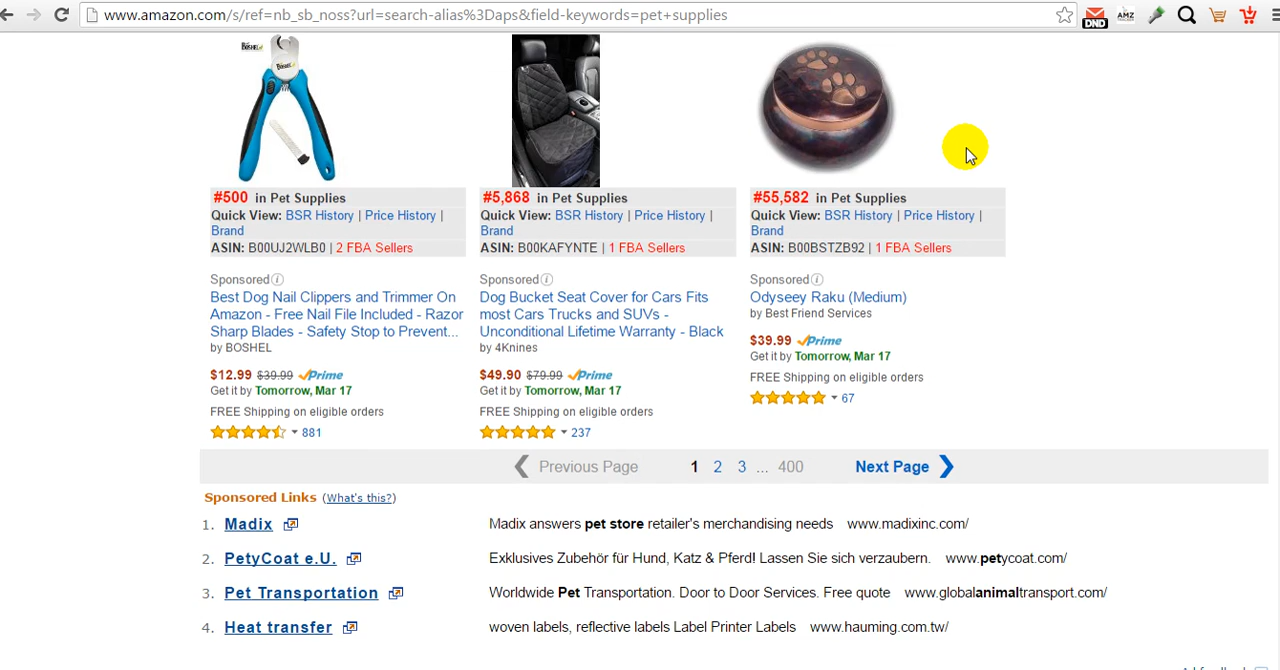 www.amazon.com/s/ref=nb_sb_noss?url=search-alias%3Daps&field-keywords=pet+supplies
DND
AMZ
BOSHEL
BOSHEL
#500 in Pet Supplies
Quick View: BSR History | Price History |
Brand
ASIN: B00UJ2WLB0 | 2 FBA Sellers
Sponsored
Best Dog Nail Clippers and Trimmer On
Amazon - Free Nail File Included - Razor
Sharp Blades - Safety Stop to Prevent...
by BOSHEL
$12.99 $39.99 Prime
Get it by Tomorrow, Mar 17
FREE Shipping on eligible orders
881
#5,868 in Pet Supplies
Quick View: BSR History | Price History |
Brand
ASIN: B00KAFYNTE | 1 FBA Sellers
Sponsored
Dog Bucket Seat Cover for Cars Fits
most Cars Trucks and SUVs -
Unconditional Lifetime Warranty - Black
by 4Knines
$49.90 $79.99 Prime
Get it by Tomorrow, Mar 17
FREE Shipping on eligible orders
237
#55,582 in Pet Supplies
Quick View: BSR History | Price History |
Brand
ASIN: B00BSTZB92 | 1 FBA Sellers
Sponsored
Odyseey Raku (Medium)
by Best Friend Services
$39.99 Prime
Get it by Tomorrow, Mar 17
FREE Shipping on eligible orders
67
Previous Page 1 2 3 ... 400 Next Page
Sponsored Links (What's this?)
1. Madix Madix answers pet store retailer's merchandising needs www.madixinc.com/
2. PetyCoat e.U. Exklusives Zubehör für Hund, Katz & Pferd! Lassen Sie sich verzaubern. www.petycoat.com/
3. Pet Transportation Worldwide Pet Transportation. Door to Door Services. Free quote www.globalanimaltransport.com/
4. Heat transfer woven labels, reflective labels Label Printer Labels www.hauming.com.tw/